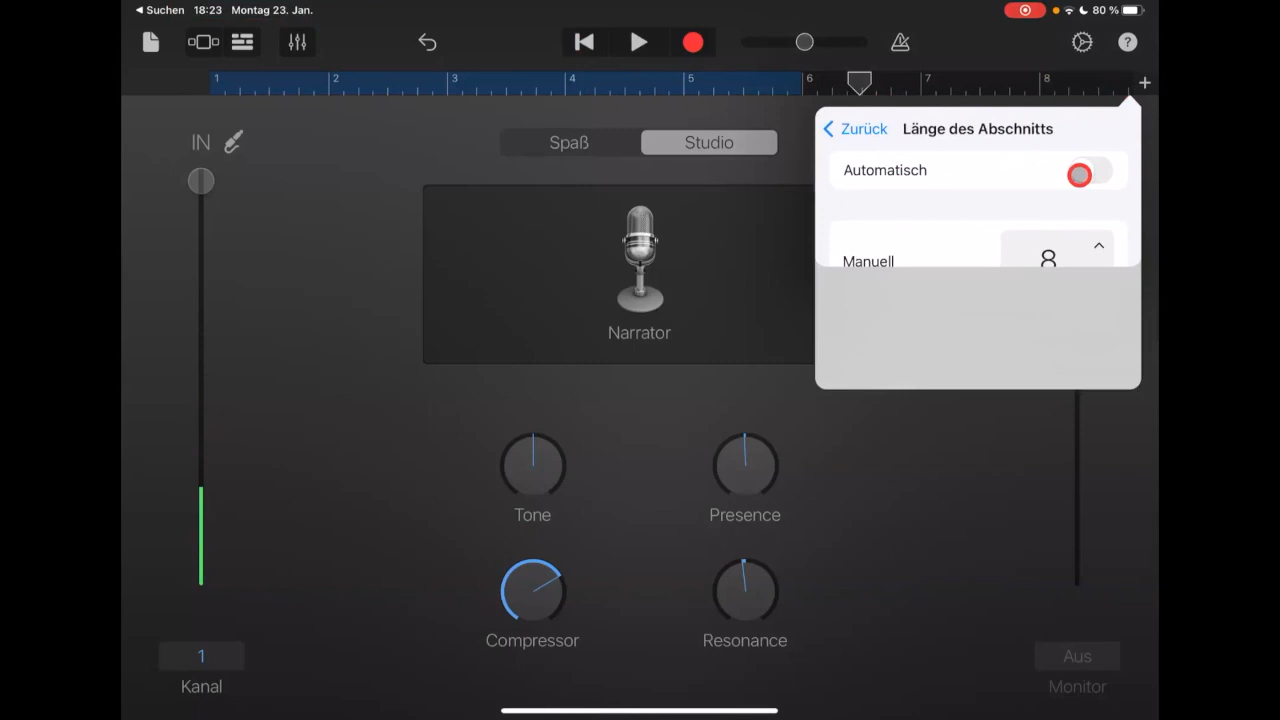 Suchen 18:23 Montag 23. Jan.
80 %
?
1 2 3 4 5 6 7 8
Zurück Länge des Abschnitts
IN
Spaß Studio
Automatisch
Manuell 8
Narrator
Tone Presence
Compressor Resonance
1
Kanal
Aus
Monitor